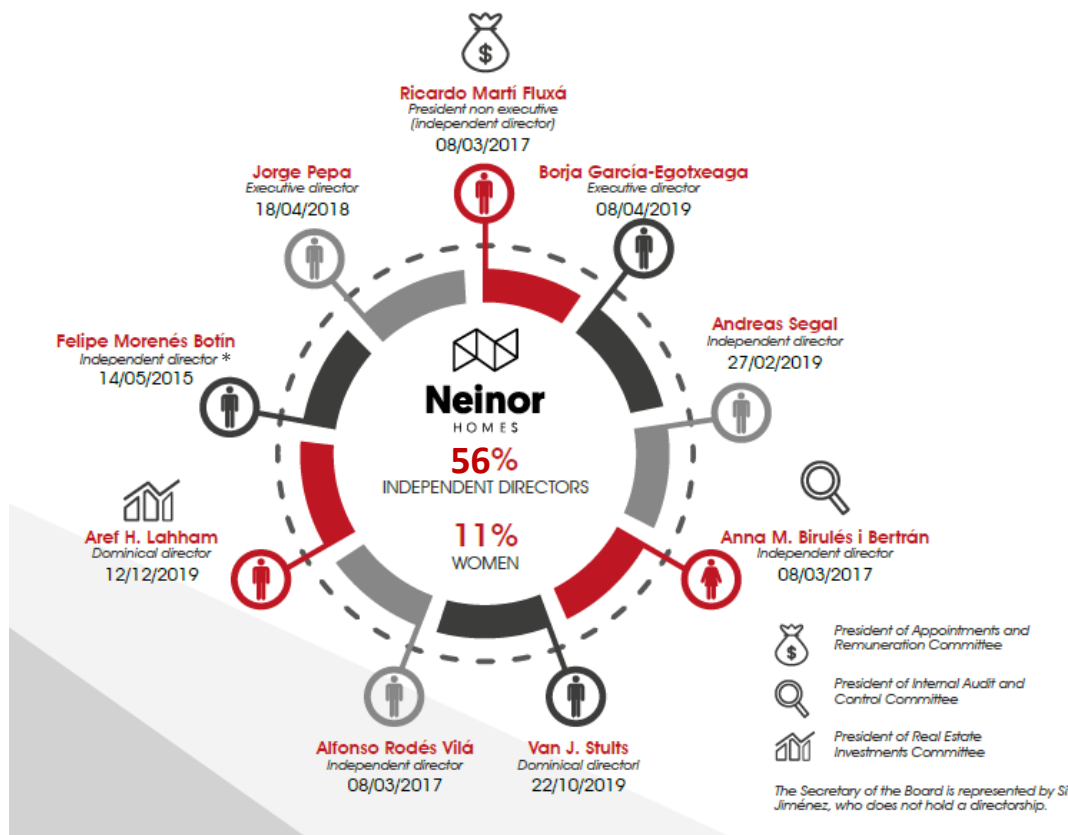 $
Ricardo Martí Fluxá
President non executive
(independent director)
08/03/2017
Jorge Pepa
Executive director
18/04/2018
Borja García-Egotxeaga
Executive director
08/04/2019
Felipe Morenés Botín
Independent director *
14/05/2015
Andreas Segal
Independent director
27/02/2019
Neinor
HOMES
56%
INDEPENDENT DIRECTORS
11%
WOMEN
Aref H. Lahham
Dominical director
12/12/2019
Anna M. Birulés i Bertrán
Independent director
08/03/2017
Alfonso Rodés Vilá
Independent director
08/03/2017
Van J. Stults
Dominical directorl
22/10/2019
$
President of Appointments and
Remuneration Committee
President of Internal Audit and
Control Committee
President of Real Estate
Investments Committee
The Secretary of the Board is represented by
Jiménez, who does not hold a directorship.